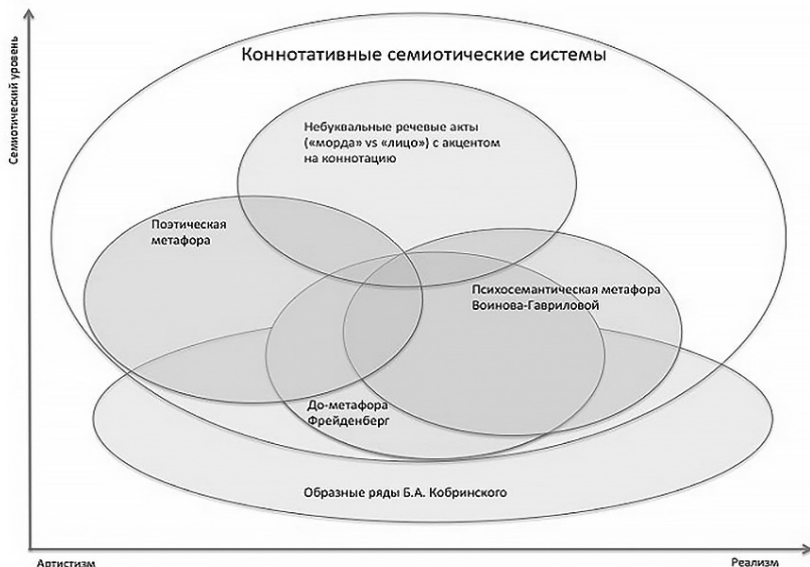 Семиотический уровень
Коннотативные семиотические системы
Небуквальные речевые акты
(«морда» vs «лицо») с акцентом
на коннотацию
Поэтическая
метафора
Психосемантическая метафора
Воинова-Гавриловой
До-метафора
Фрейденберг
Образные ряды Б.А. Кобринского
Артистизм
Реализм